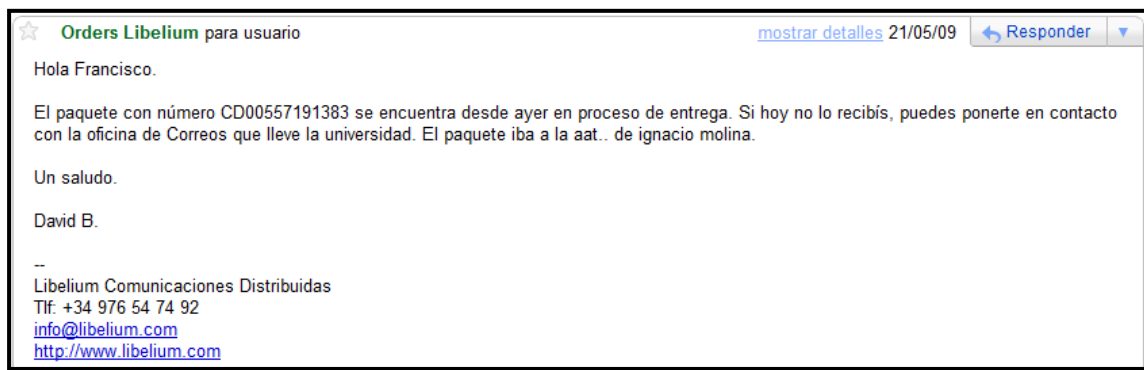 Orders Libelium para usuario mostrar detalles 21/05/09 Responder
Hola Francisco.
El paquete con número CD00557191383 se encuentra desde ayer en proceso de entrega. Si hoy no lo recibís, puedes ponerte en contacto
con la oficina de Correos que lleve la universidad. El paquete iba a la aat.. de ignacio molina.
Un saludo.
David B.
--
Libelium Comunicaciones Distribuidas
Tlf: +34 976 54 74 92
info@libelium.com
http://www.libelium.com